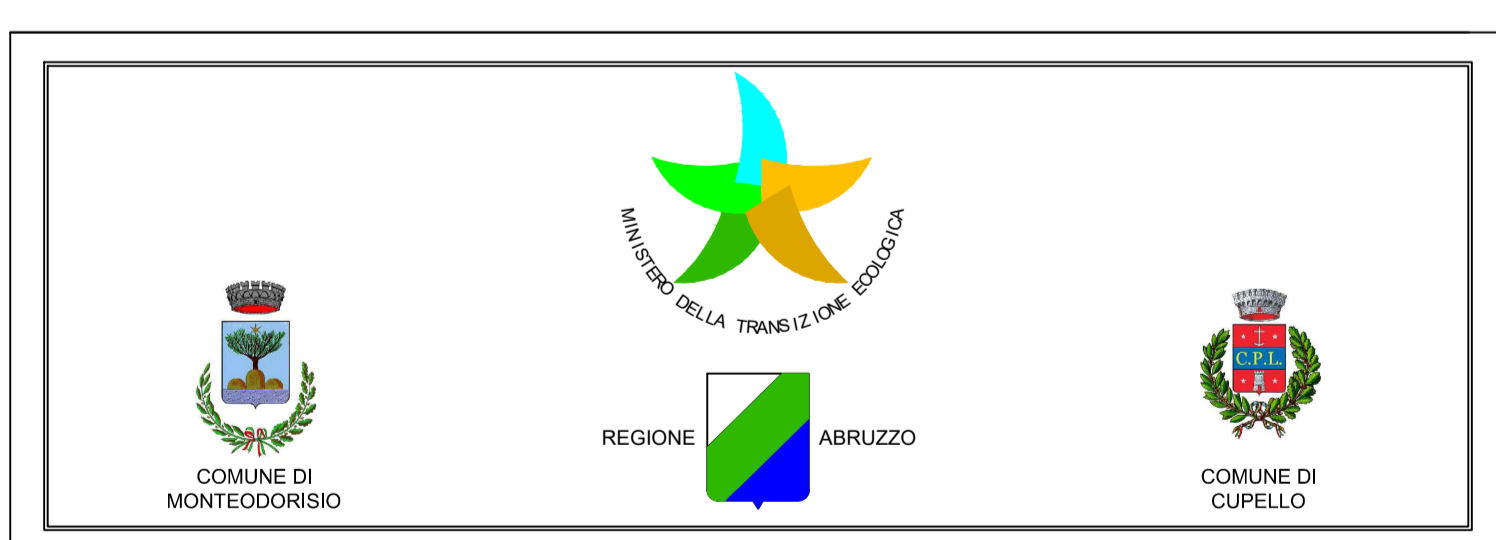 MINISTERO DELLA TRANSIZIONE ECOLOGICA
COMUNE DI
MONTEODORISIO
REGIONE ABRUZZO
C.P.L.
COMUNE DI
CUPELLO